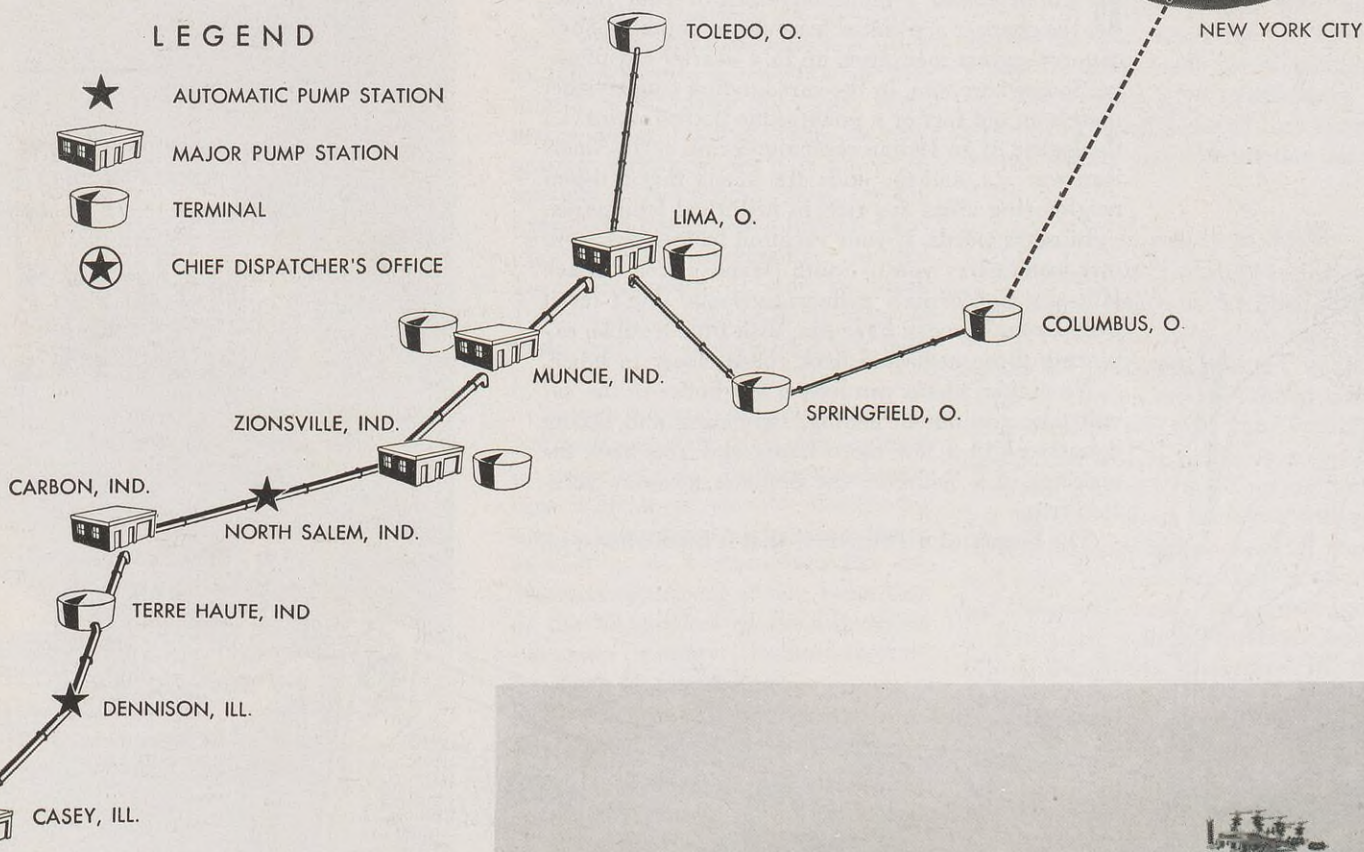 LEGEND
AUTOMATIC PUMP STATION
MAJOR PUMP STATION
TERMINAL
CHIEF DISPATCHER'S OFFICE
TOLEDO, O.
NEW YORK CITY
LIMA, O.
COLUMBUS, O.
MUNCIE, IND.
SPRINGFIELD, O.
ZIONSVILLE, IND.
CARBON, IND.
NORTH SALEM, IND.
TERRE HAUTE, IND
DENNISON, ILL.
CASEY, ILL.